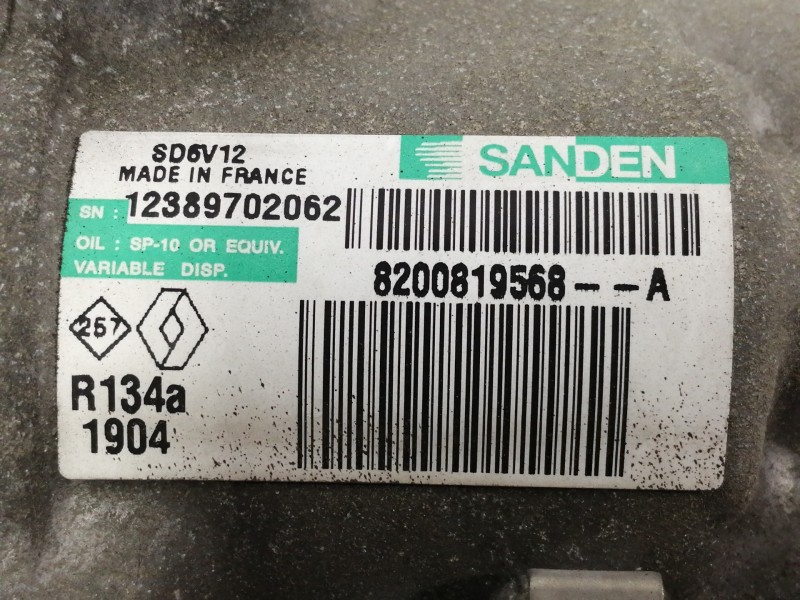 SD6V12
MADE IN FRANCE
SANDEN
SN : 12389702062
OIL : SP-10 OR EQUIV.
VARIABLE DISP.
8200819568---A
257
R134a
1904